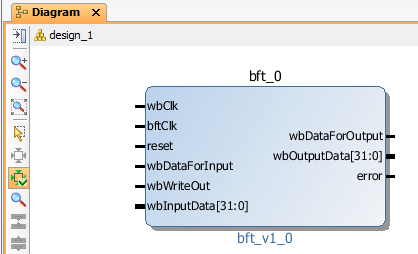 Diagram
design_1
bft_0
wbClk
bftClk
reset
wbDataForInput
wbWriteOut
wbInputData[31:0]
wbDataForOutput
wbOutputData[31:0]
error
bft_v1_0